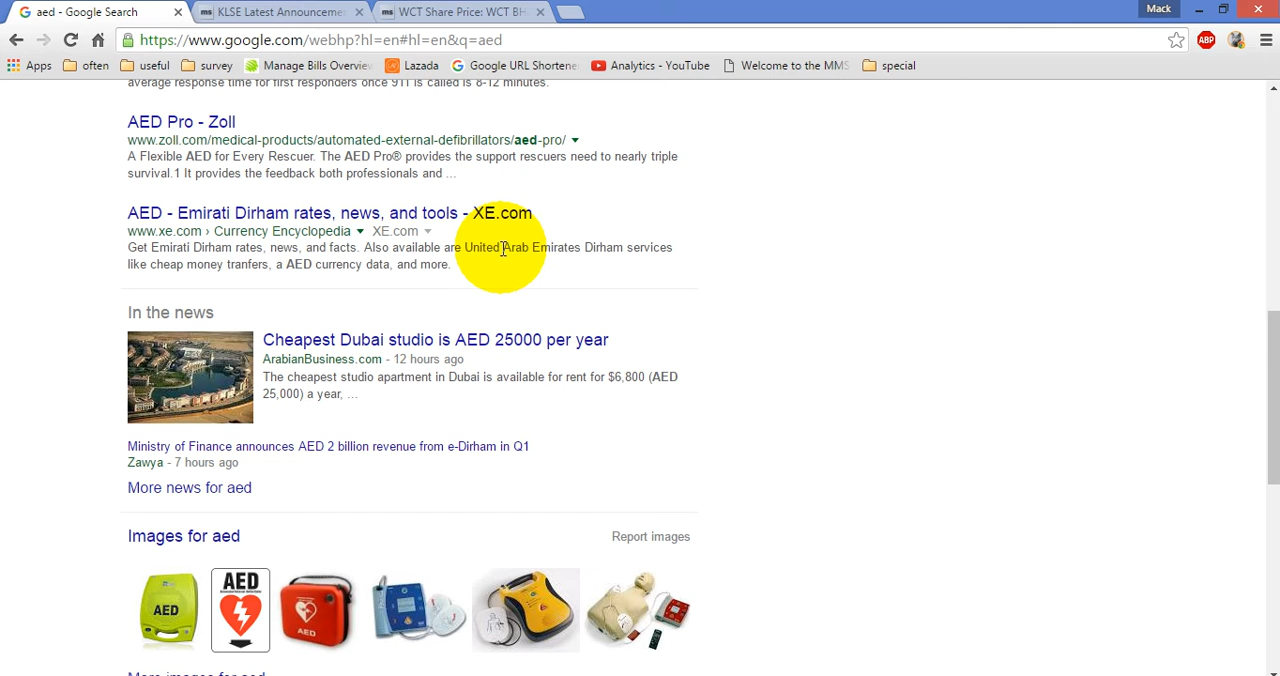 aed - Google Search
KLSE Latest Announcemen
WCT Share Price: WCT BH
Mack
https://www.google.com/webhp?hl=en#hl=en&q=aed
ABP
Apps often useful survey Manage Bills Overvie Lazada Google URL Shortene Analytics - YouTube Welcome to the MMS special
average response time for first responders once 911 is called is 8-12 minutes.
AED Pro - Zoll
www.zoll.com/medical-products/automated-external-defibrillators/aed-pro/
A Flexible AED for Every Rescuer. The AED Pro® provides the support rescuers need to nearly triple
survival.1 It provides the feedback both professionals and ...
AED - Emirati Dirham rates, news, and tools - XE.com
www.xe.com › Currency Encyclopedia XE.com
Get Emirati Dirham rates, news, and facts. Also available are United Arab Emirates Dirham services
like cheap money tranfers, a AED currency data, and more.
In the news
Cheapest Dubai studio is AED 25000 per year
ArabianBusiness.com - 12 hours ago
The cheapest studio apartment in Dubai is available for rent for $6,800 (AED
25,000) a year, ...
Ministry of Finance announces AED 2 billion revenue from e-Dirham in Q1
Zawya - 7 hours ago
More news for aed
Images for aed
Report images
AED
AED
AED
More images for aed